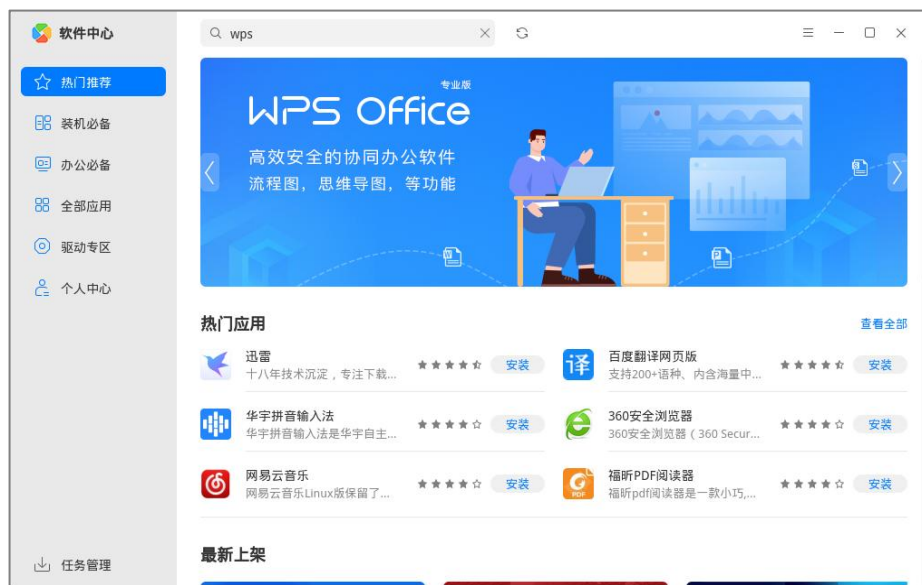 软件中心
wps
热门推荐
装机必备
办公必备
全部应用
驱动专区
个人中心
任务管理
专业版
WPS Office
高效安全的协同办公软件
流程图，思维导图，等功能
W
S
P
热门应用
查看全部
迅雷
十八年技术沉淀，专注下载...
安装
译
百度翻译网页版
支持200+语种、内含海量中...
安装
华宇拼音输入法
华宇拼音输入法是华宇自主...
安装
360安全浏览器
360安全浏览器（360 Secur...
安装
网易云音乐
网易云音乐Linux版保留了...
安装
PDF
福昕PDF阅读器
福昕pdf阅读器是一款小巧,...
安装
最新上架